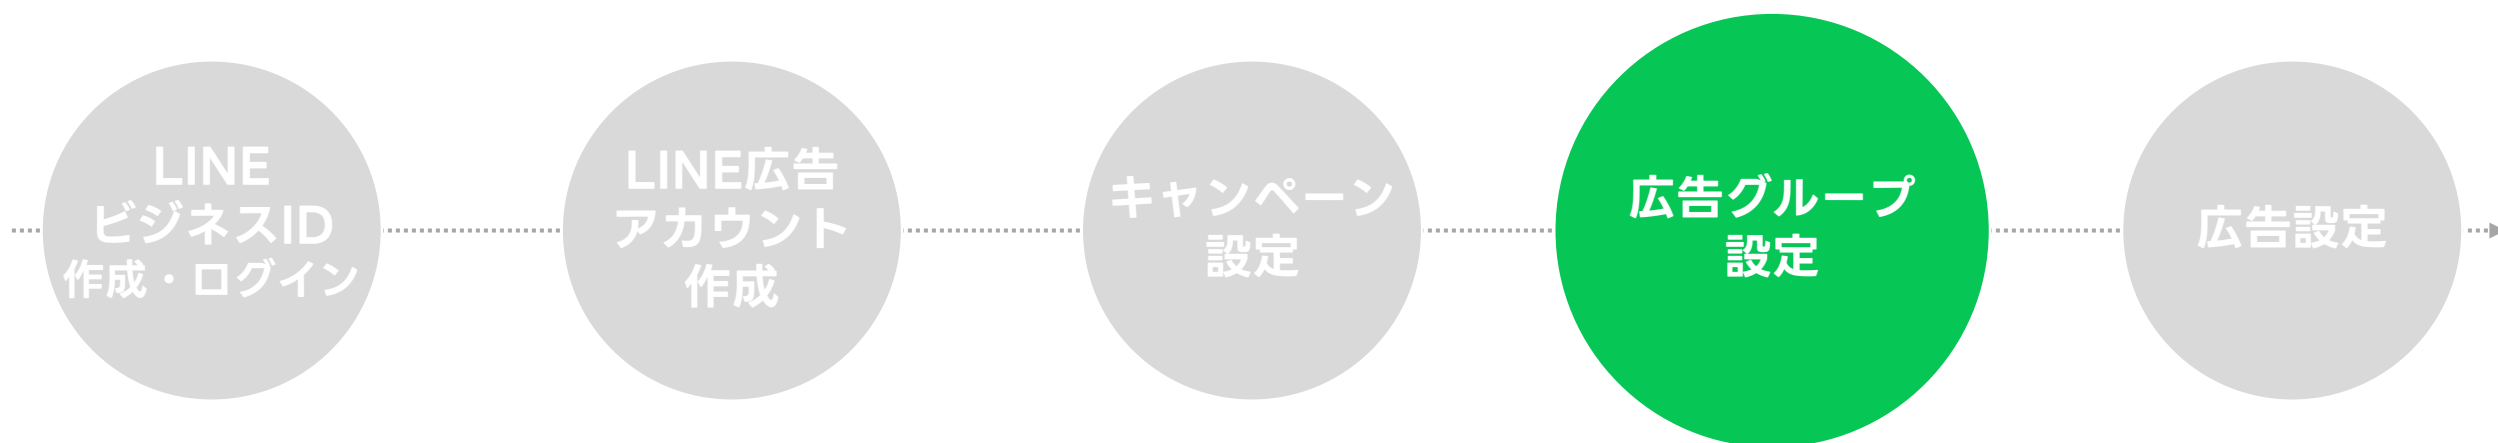 LINE
ビジネスID
作成・ログイン
LINE広告
アカウント
作成
キャンペーン
設定
広告グループ
設定
広告設定